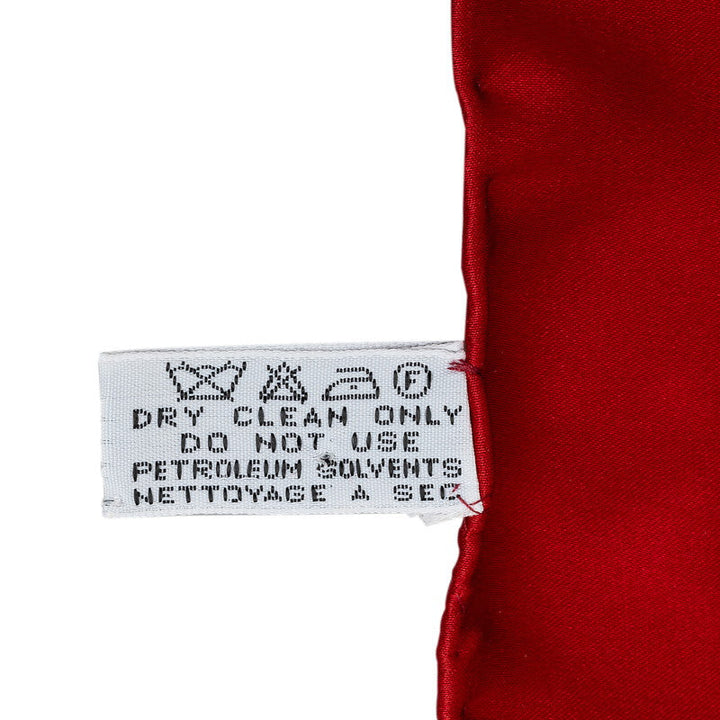 F
DRY CLEAN ONLY
DO NOT USE
PETROLEUM SOLVENTS
NETTOYAGE A SEC